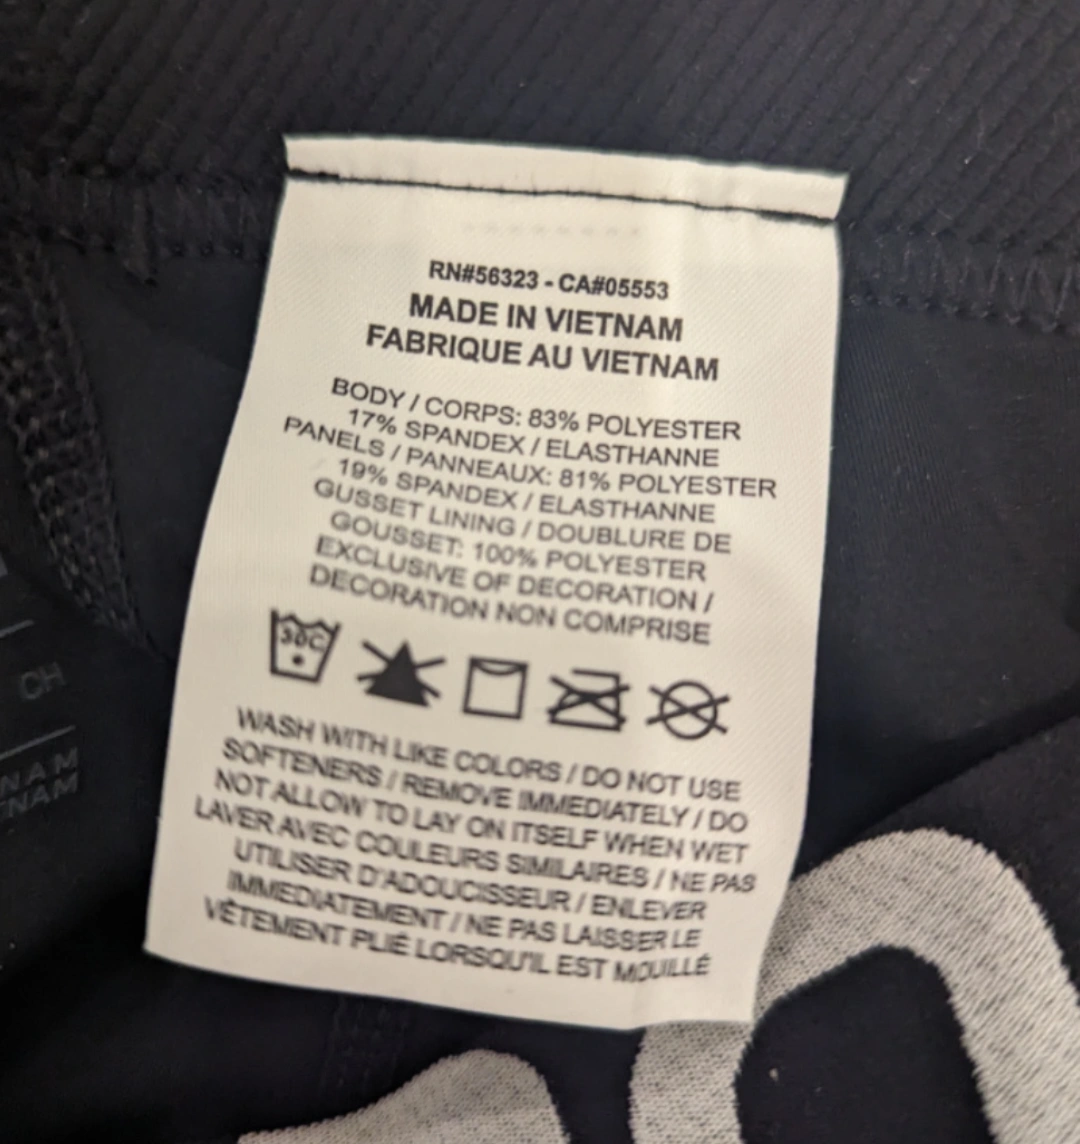 RN#56323 - CA#05553
MADE IN VIETNAM
FABRIQUE AU VIETNAM
BODY / CORPS: 83% POLYESTER
17% SPANDEX / ELASTHANNE
PANELS / PANNEAUX: 81% POLYESTER
19% SPANDEX / ELASTHANNE
GUSSET LINING / DOUBLURE DE
GOUSSET: 100% POLYESTER
EXCLUSIVE OF DECORATION /
DECORATION NON COMPRISE
30C
WASH WITH LIKE COLORS / DO NOT USE
SOFTENERS / REMOVE IMMEDIATELY / DO
NOT ALLOW TO LAY ON ITSELF WHEN WET
LAVER AVEC COULEURS SIMILAIRES / NE PAS
UTILISER D'ADOUCISSEUR / ENLEVER
IMMEDIATEMENT / NE PAS LAISSER LE
VÊTEMENT PLIÉ LORSQU'IL EST MOUILLÉ
CH
NAM
NAM